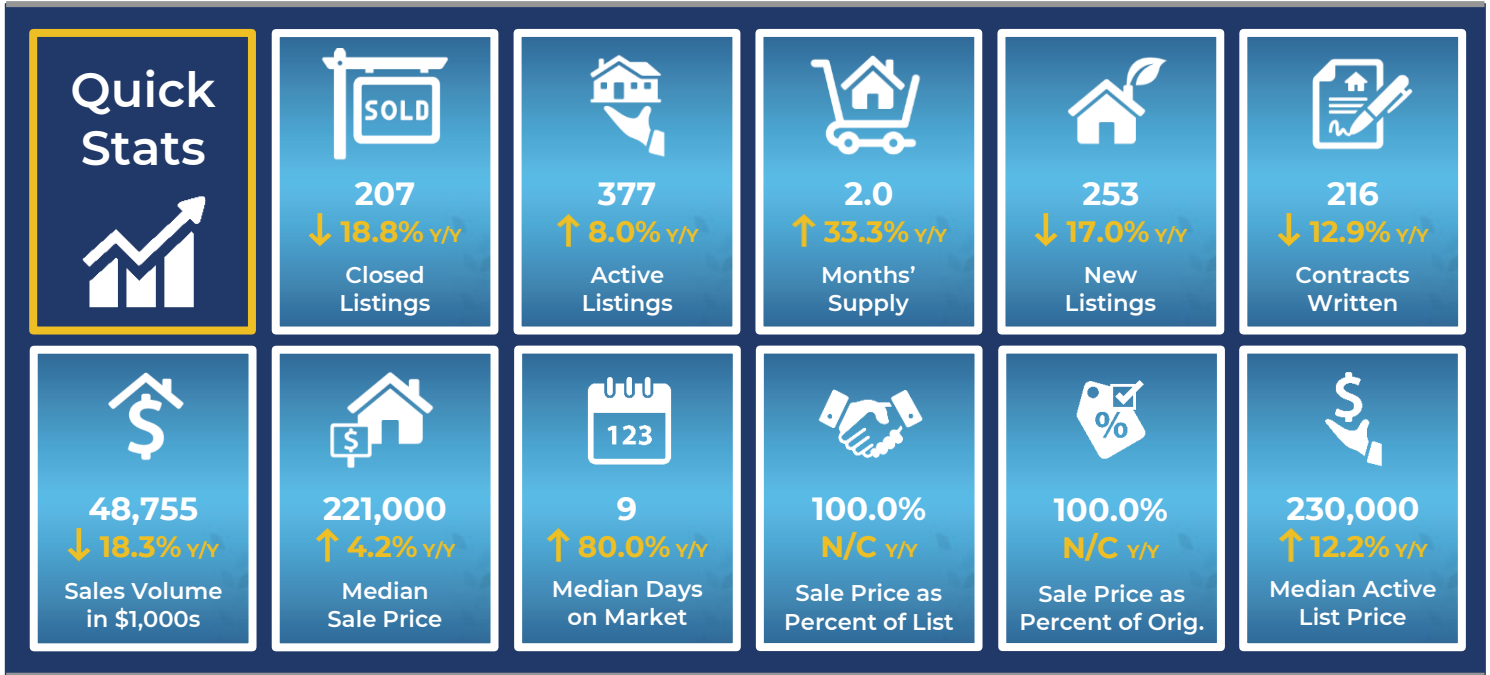 Quick
Stats
SOLD
207
↓ 18.8% Y/Y
Closed
Listings
377
↑ 8.0% Y/Y
Active
Listings
2.0
↑ 33.3% Y/Y
Months’
Supply
253
↓ 17.0% Y/Y
New
Listings
216
↓ 12.9% Y/Y
Contracts
Written
$
48,755
↓ 18.3% Y/Y
Sales Volume
in $1,000s
$
221,000
↑ 4.2% Y/Y
Median
Sale Price
123
9
↑ 80.0% Y/Y
Median Days
on Market
100.0%
N/C Y/Y
Sale Price as
Percent of List
%
100.0%
N/C Y/Y
Sale Price as
Percent of Orig.
$
230,000
↑ 12.2% Y/Y
Median Active
List Price